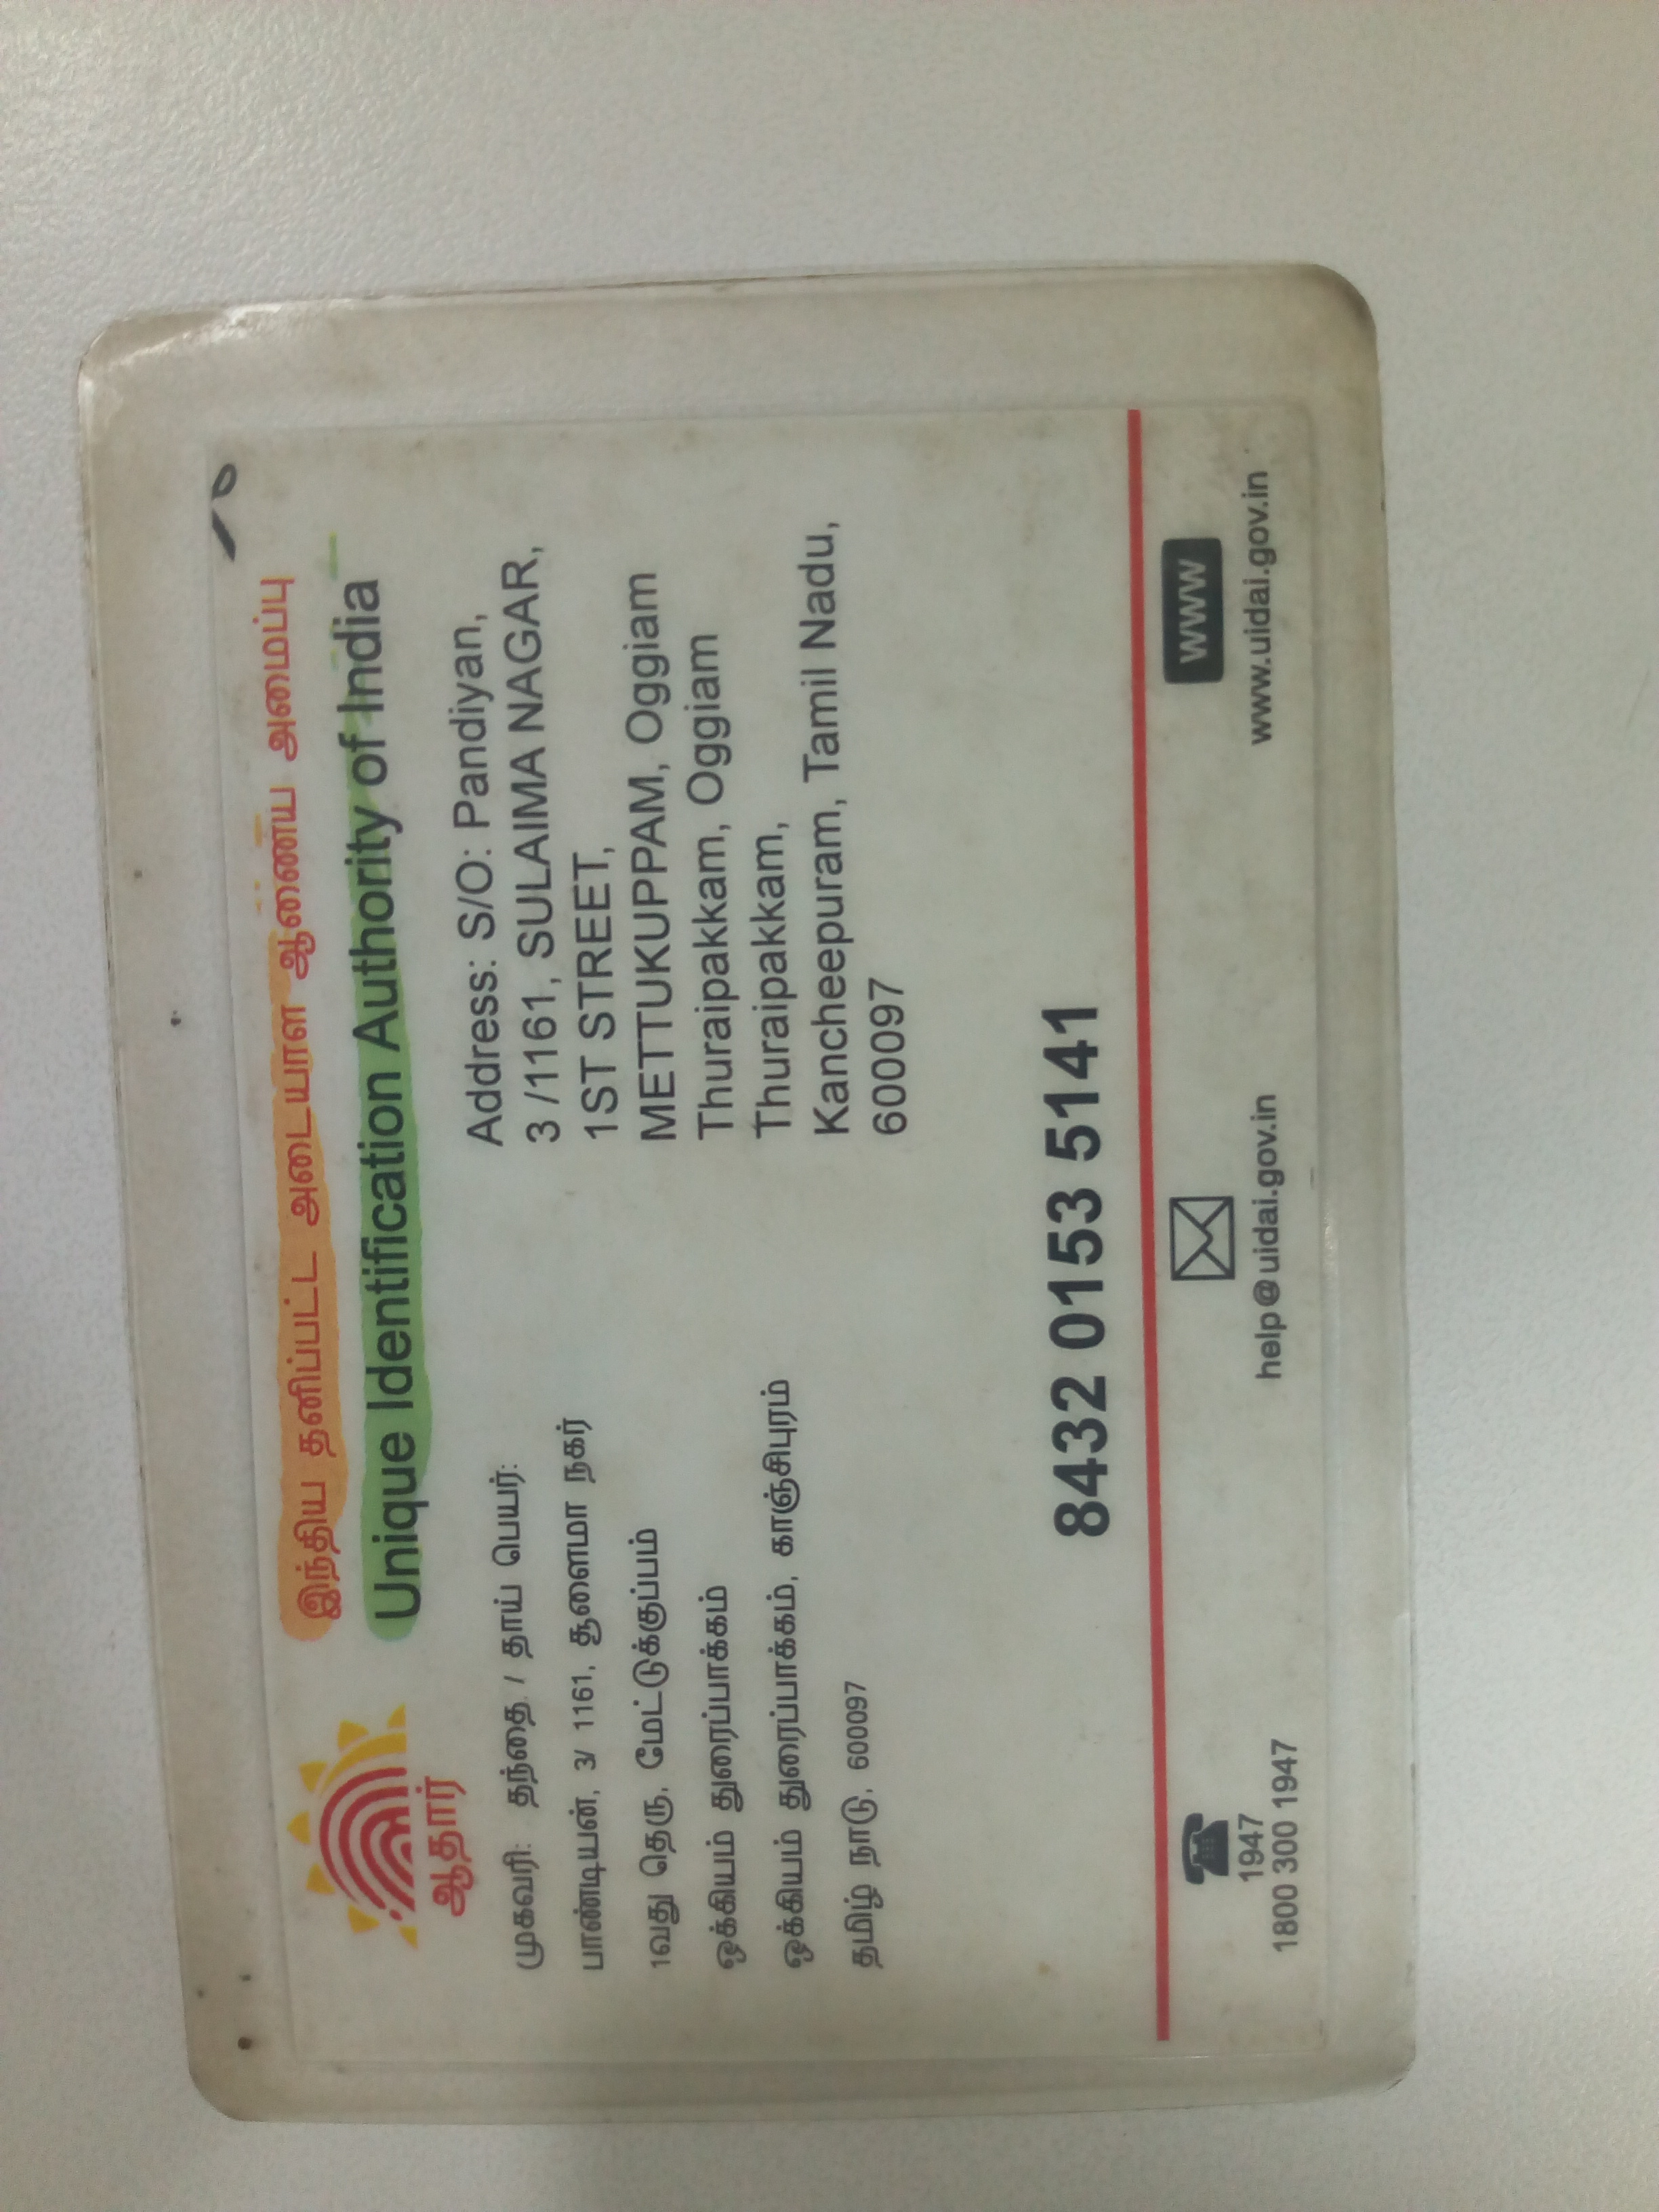 இந்திய தனிப்பட்ட அடையாள ஆணைய அமைப்பு
Unique Identification Authority of India
ஆதார்
முகவரி: தந்தை / தாய் பெயர்:
பாண்டியன், 3/ 1161, சூளைமா நகர்
1வது தெரு, மேட்டுக்குப்பம்
ஒக்கியம் துரைப்பாக்கம்
ஒக்கியம் துரைப்பாக்கம், காஞ்சிபுரம்
தமிழ் நாடு, 600097
Address: S/O: Pandiyan,
3 /1161, SULAIMA NAGAR,
1ST STREET,
METTUKUPPAM, Oggiam
Thuraipakkam, Oggiam
Thuraipakkam,
Kancheepuram, Tamil Nadu,
600097
8432 0153 5141
1947
1800 300 1947
help@uidai.gov.in
WWW
www.uidai.gov.in